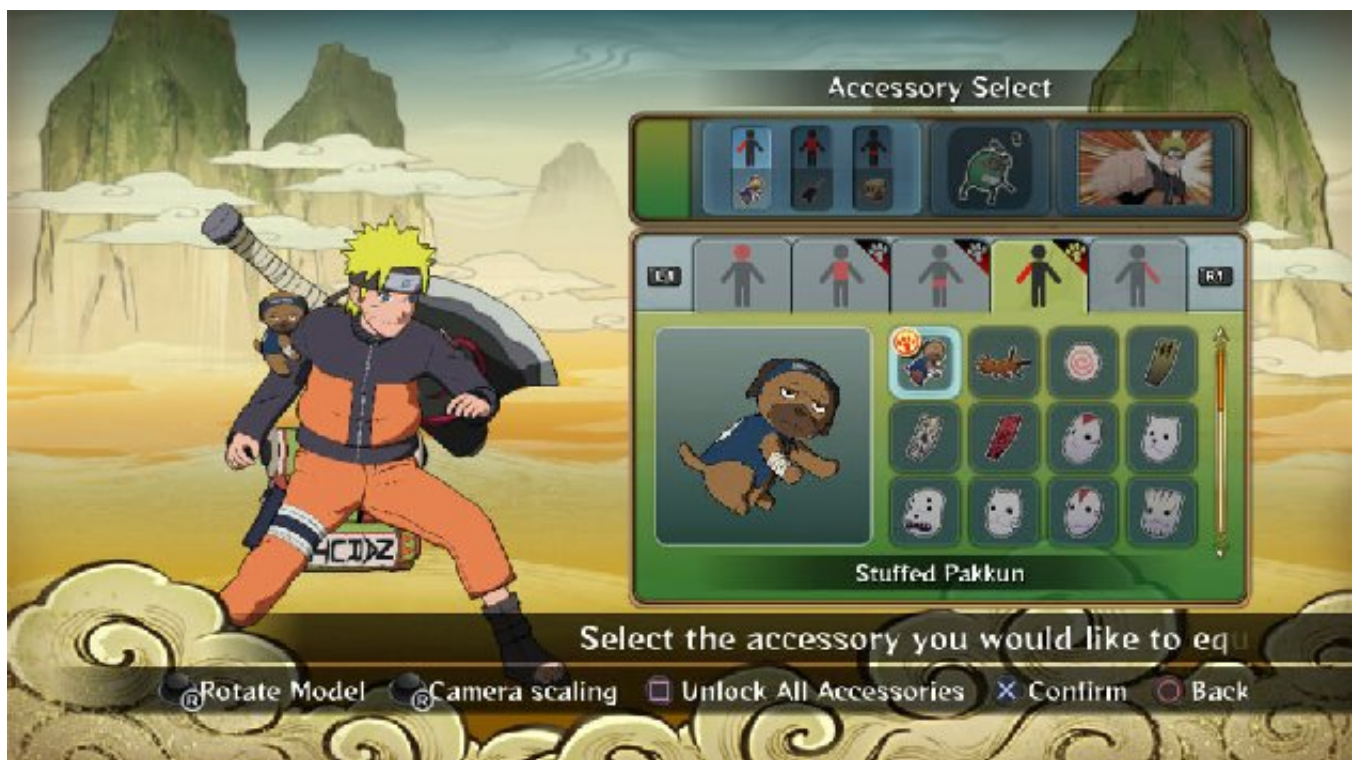 Accessory Select
L1
R1
Stuffed Pakkun
Select the accessory you would like to equ
R Rotate Model R Camera scaling Unlock All Accessories Confirm Back